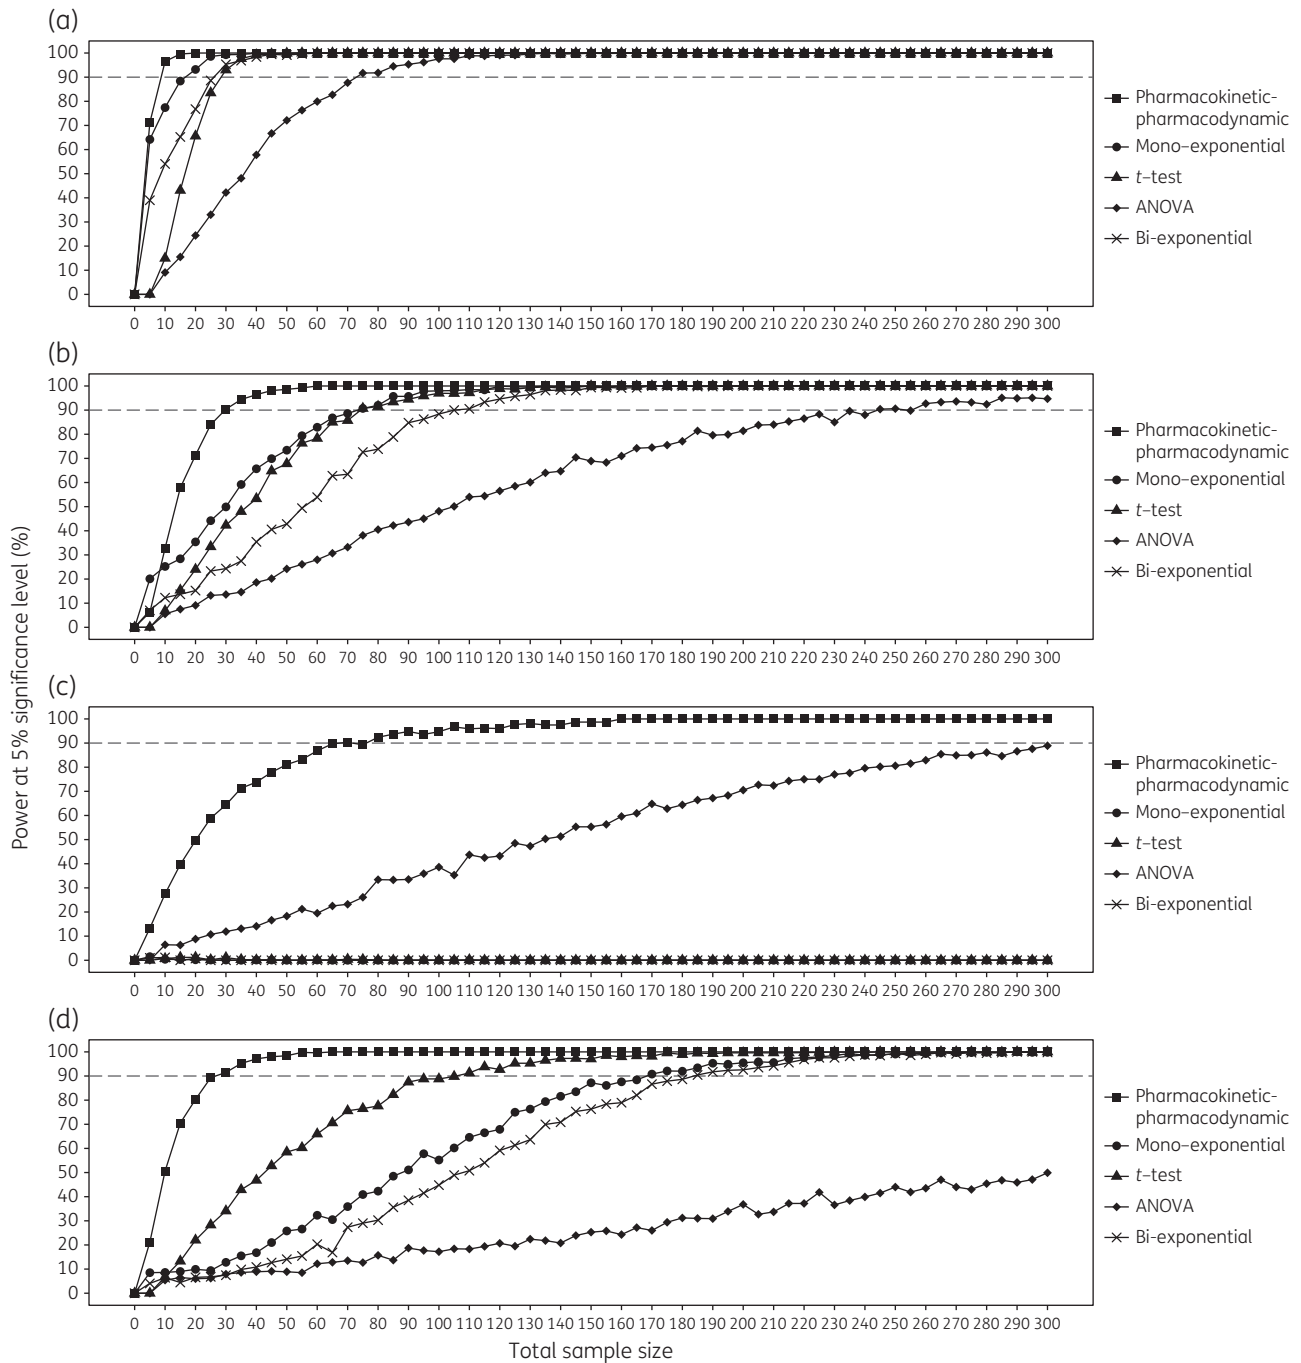 (a)
100
90
80
70
60
50
40
30
20
10
0
0 10 20 30 40 50 60 70 80 90 100 110 120 130 140 150 160 170 180 190 200 210 220 230 240 250 260 270 280 290 300
Pharmacokinetic-
pharmacodynamic
Mono-exponential
t-test
ANOVA
Bi-exponential
(b)
100
90
80
70
60
50
40
30
20
10
0
0 10 20 30 40 50 60 70 80 90 100 110 120 130 140 150 160 170 180 190 200 210 220 230 240 250 260 270 280 290 300
Pharmacokinetic-
pharmacodynamic
Mono-exponential
t-test
ANOVA
Bi-exponential
Power at 5% significance level (%)
(c)
100
90
80
70
60
50
40
30
20
10
0
0 10 20 30 40 50 60 70 80 90 100 110 120 130 140 150 160 170 180 190 200 210 220 230 240 250 260 270 280 290 300
Pharmacokinetic-
pharmacodynamic
Mono-exponential
t-test
ANOVA
Bi-exponential
(d)
100
90
80
70
60
50
40
30
20
10
0
0 10 20 30 40 50 60 70 80 90 100 110 120 130 140 150 160 170 180 190 200 210 220 230 240 250 260 270 280 290 300
Pharmacokinetic-
pharmacodynamic
Mono-exponential
t-test
ANOVA
Bi-exponential
Total sample size